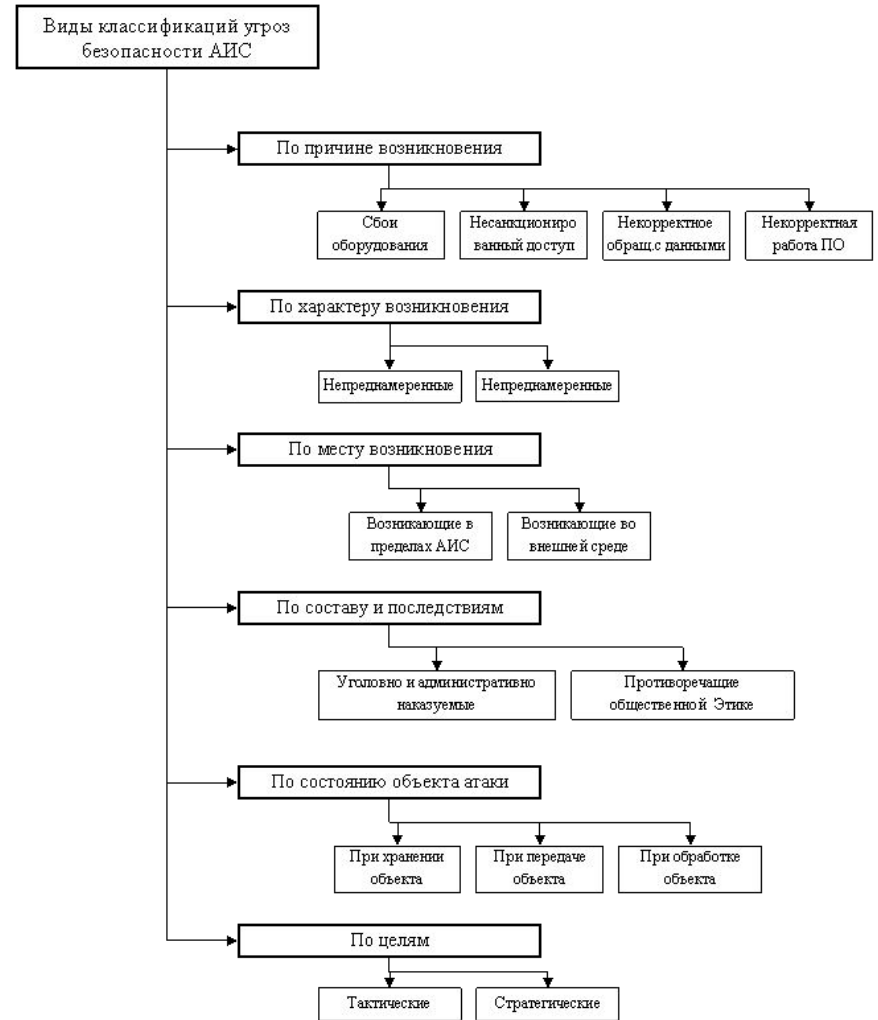 Виды классификаций угроз
безопасности АИС
По причине возникновения
Сбои
оборудования
Несанкциониро
ванный доступ
Некорректное
обращ.с данными
Некорректная
работа ПО
По характеру возникновения
Непреднамеренные
Непреднамеренные
По месту возникновения
Возникающие в
пределах АИС
Возникающие во
внешней среде
По составу и последствиям
Уголовно и административно
наказуемые
Противоречащие
общественной Этике
По состоянию объекта атаки
При хранении
объекта
При передаче
объекта
При обработке
объекта
По целям
Тактические
Стратегические